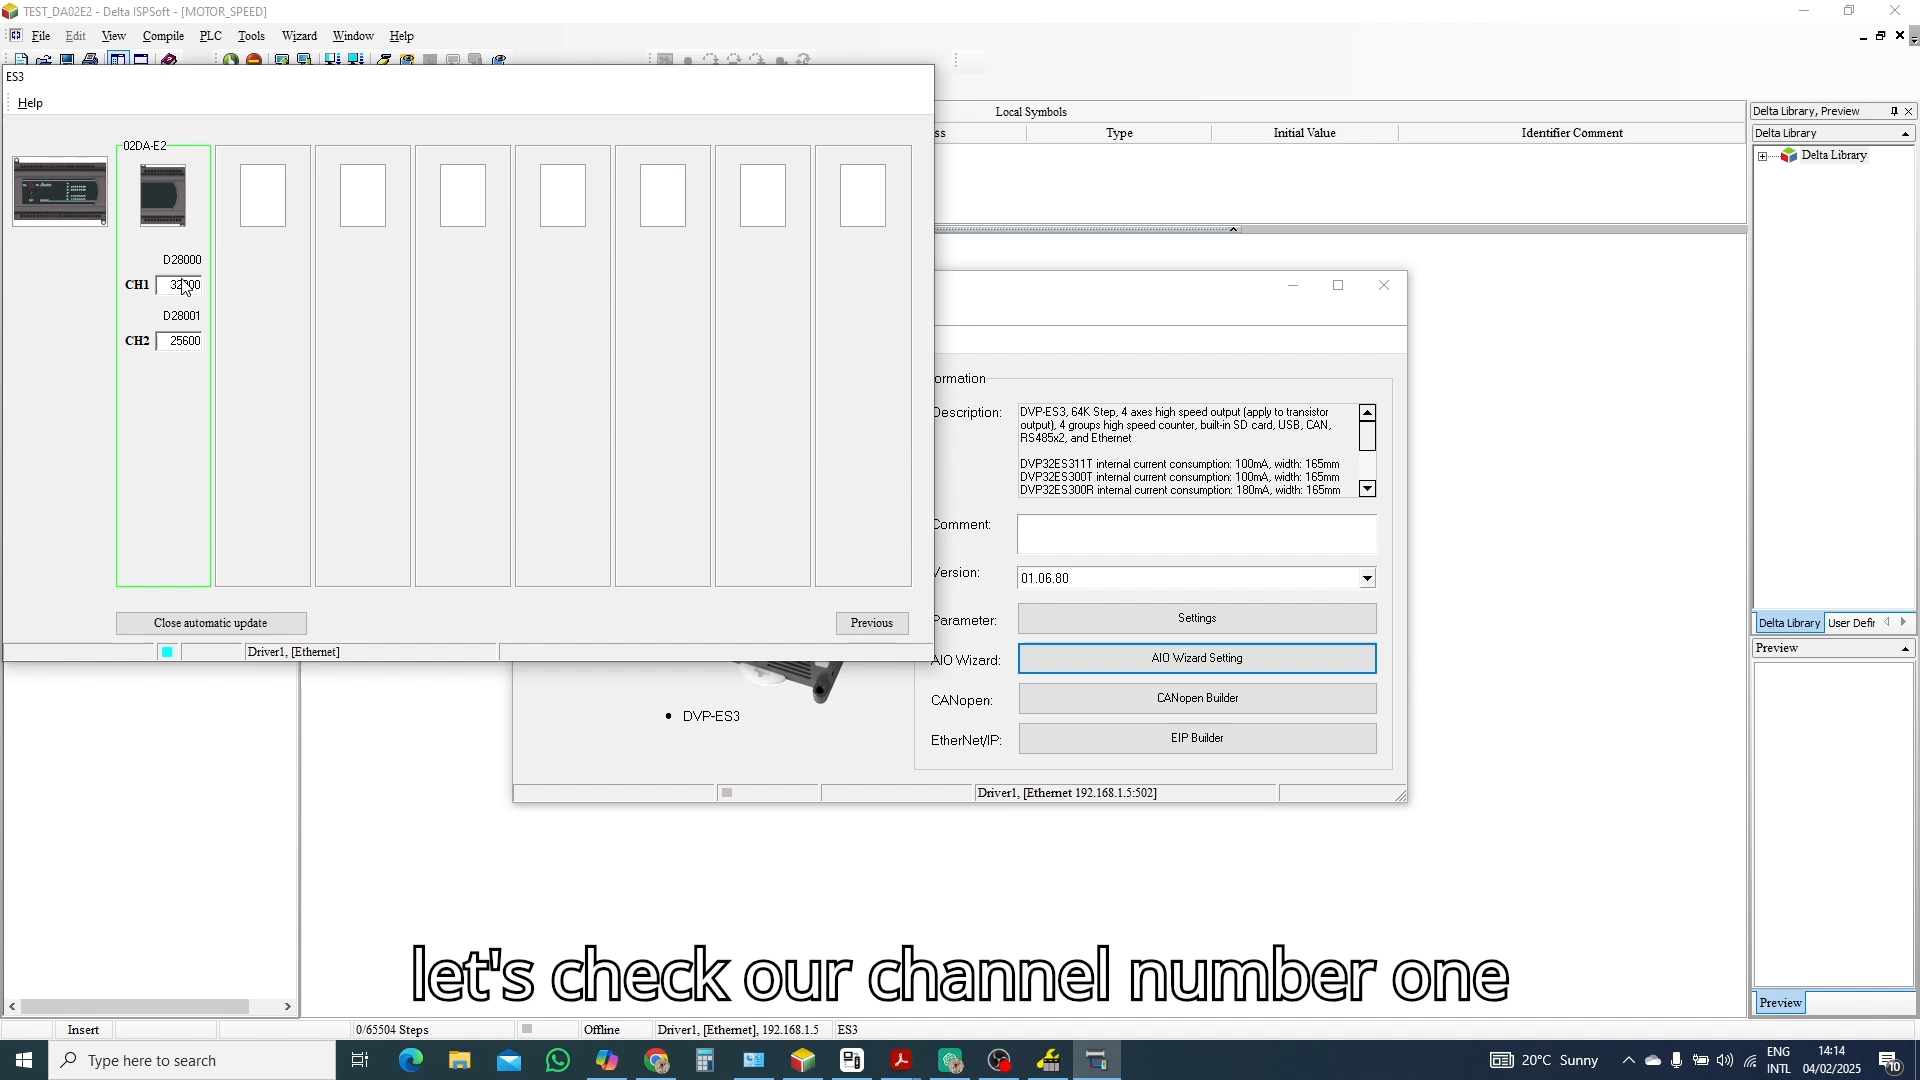 TEST_DA02E2 - Delta ISPSoft - [MOTOR_SPEED]
File Edit View Compile PLC Tools Wizard Window Help
ES3
Help
02DA-E2
D28000
CH1
D28001
CH2 25600
Close automatic update
Previous
Driver1, [Ethernet]
Local Symbols
ss Type Initial Value Identifier Comment
Delta Library, Preview
Delta Library
Delta Library
ormation
Description:
DVP-ES3, 64K Step, 4 axes high speed output (apply to transistor
output), 4 groups high speed counter, built-in SD card, USB, CAN,
RS485x2, and Ethernet
DVP32ES311T internal current consumption: 100mA, width: 165mm
DVP32ES300T internal current consumption: 100mA, width: 165mm
DVP32ES300R internal current consumption: 180mA, width: 165mm
Comment:
Version: 01.06.80
Parameter: Settings
AIO Wizard: AIO Wizard Setting
CANopen: CANopen Builder
EtherNet/IP: EIP Builder
DVP-ES3
Driver1, [Ethernet 192.168.1.5:502]
Delta Library User Defir
Preview
Preview
let's check our channel number one
Insert 0/65504 Steps Offline Driver1, [Ethernet], 192.168.1.5 ES3
Type here to search
20°C Sunny
ENG
INTL
14:14
04/02/2025
10